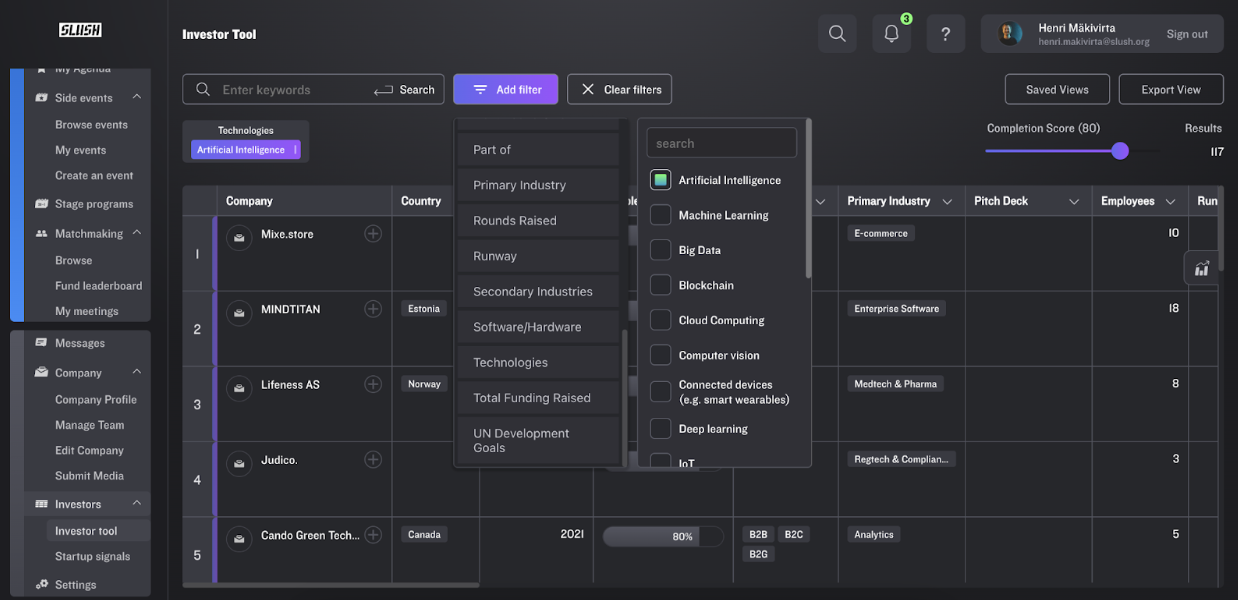 SLUSH
Investor Tool
3
?
Henri Mäkivirta
henri.makivirta@slush.org
Sign out
My Agenda
Side events
Browse events
My events
Create an event
Stage programs
Matchmaking
Browse
Fund leaderboard
My meetings
Messages
Company
Company Profile
Manage Team
Edit Company
Submit Media
Investors
Investor tool
Startup signals
Settings
Enter keywords
Search
Add filter
Clear filters
Saved Views
Export View
Technologies
Artificial Intelligence
Completion Score (80)
Results
117
Part of
Primary Industry
Rounds Raised
Runway
Secondary Industries
Software/Hardware
Technologies
Total Funding Raised
UN Development
Goals
search
Artificial Intelligence
Machine Learning
Big Data
Blockchain
Cloud Computing
Computer vision
Connected devices
(e.g. smart wearables)
Deep learning
IoT
Company Country Primary Industry Pitch Deck Employees Run
1 Mixe.store E-commerce 10
2 MINDTITAN Estonia Enterprise Software 18
3 Lifeness AS Norway Medtech & Pharma 8
4 Judico. Regtech & Complian... 3
5 Cando Green Tech... Canada 2021 80% B2B B2C Analytics 5
B2G